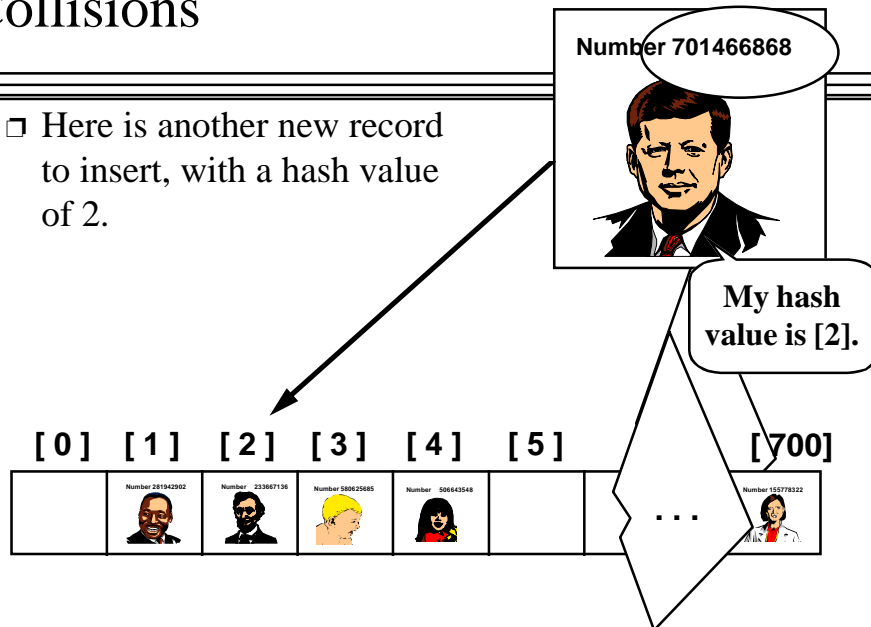 Collisions
Number 701466868
❐ Here is another new record
to insert, with a hash value
of 2.
My hash
value is [2].
[ 0 ] [ 1 ] [ 2 ] [ 3 ] [ 4 ] [ 5 ] [ 700]
Number 281942902 Number 233667136 Number 580625685 Number 506643548 . . . Number 155778322